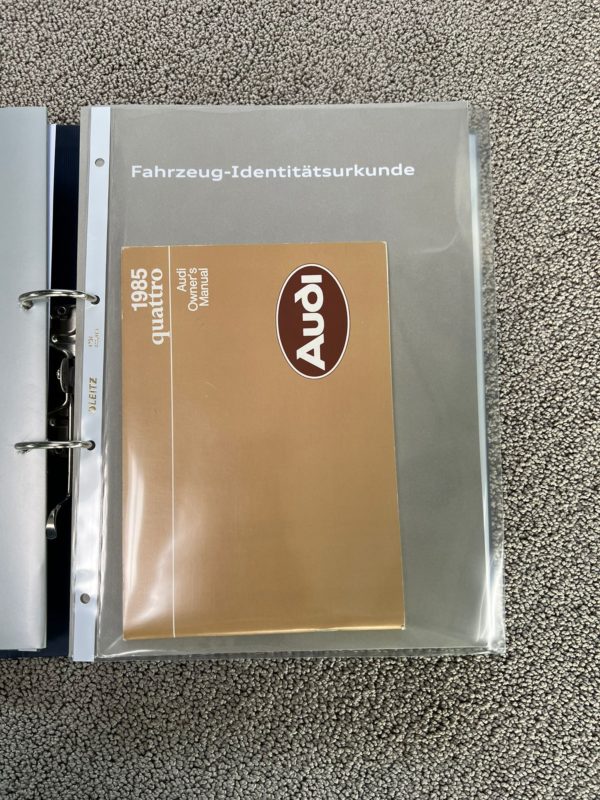 Fahrzeug-Identitätsurkunde
1985
quattro
Audi
Owner's
Manual
Audi
LEITZ